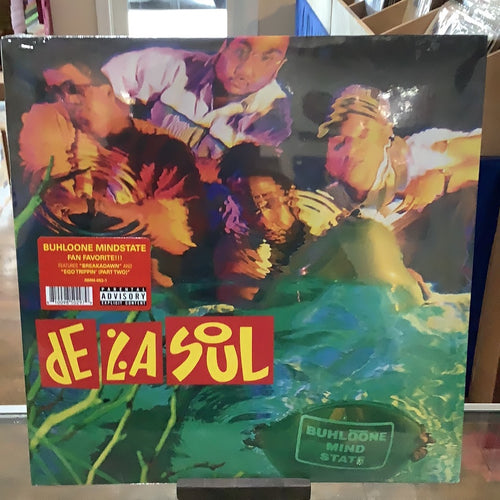 BUHLOONE MINDSTATE
FAN FAVORITE!!!
FEATURES "BREAKADAWN" AND
"EGO TRIPPIN' (PART TWO)"
PARENTAL
ADVISORY
EXPLICIT CONTENT
DE LA SOUL
BUHLOONE
MIND
STATE